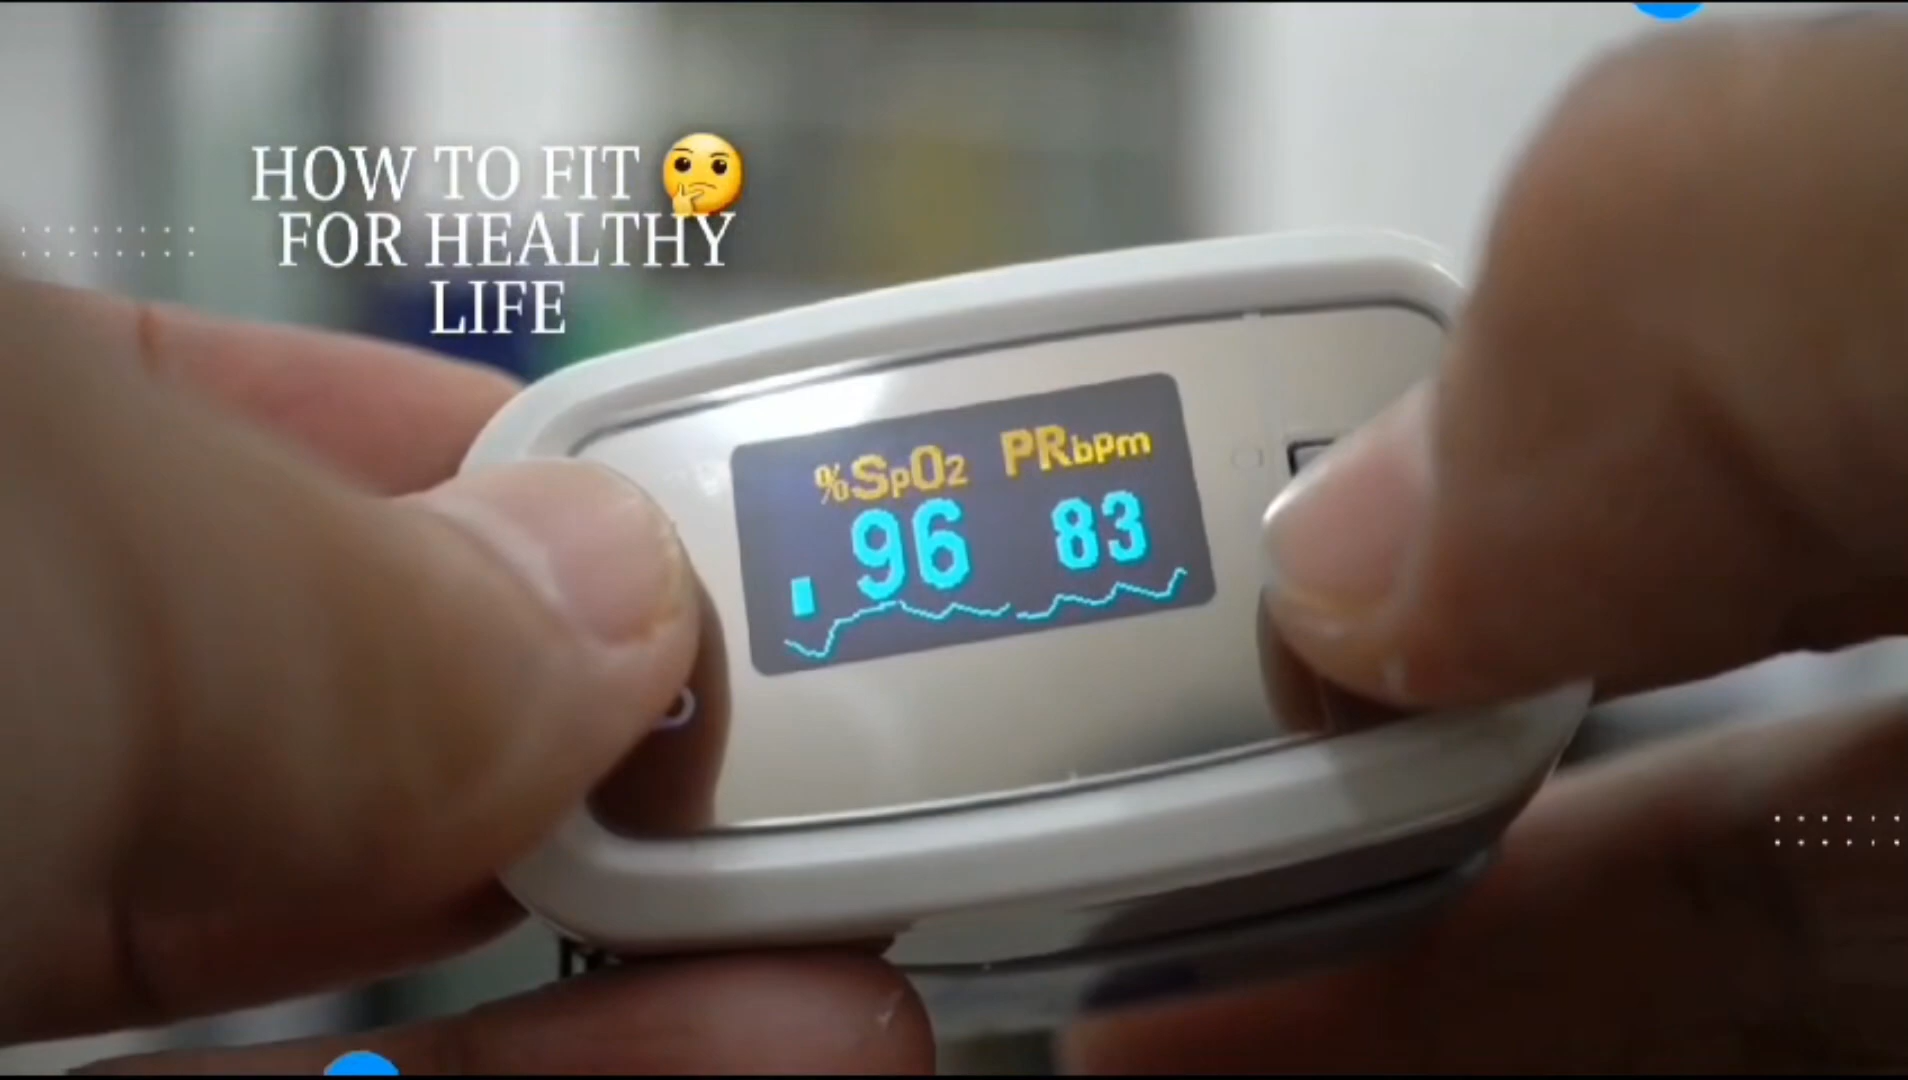 HOW TO FIT 🤔
FOR HEALTHY
LIFE
%SpO2 PRbpm
96 83